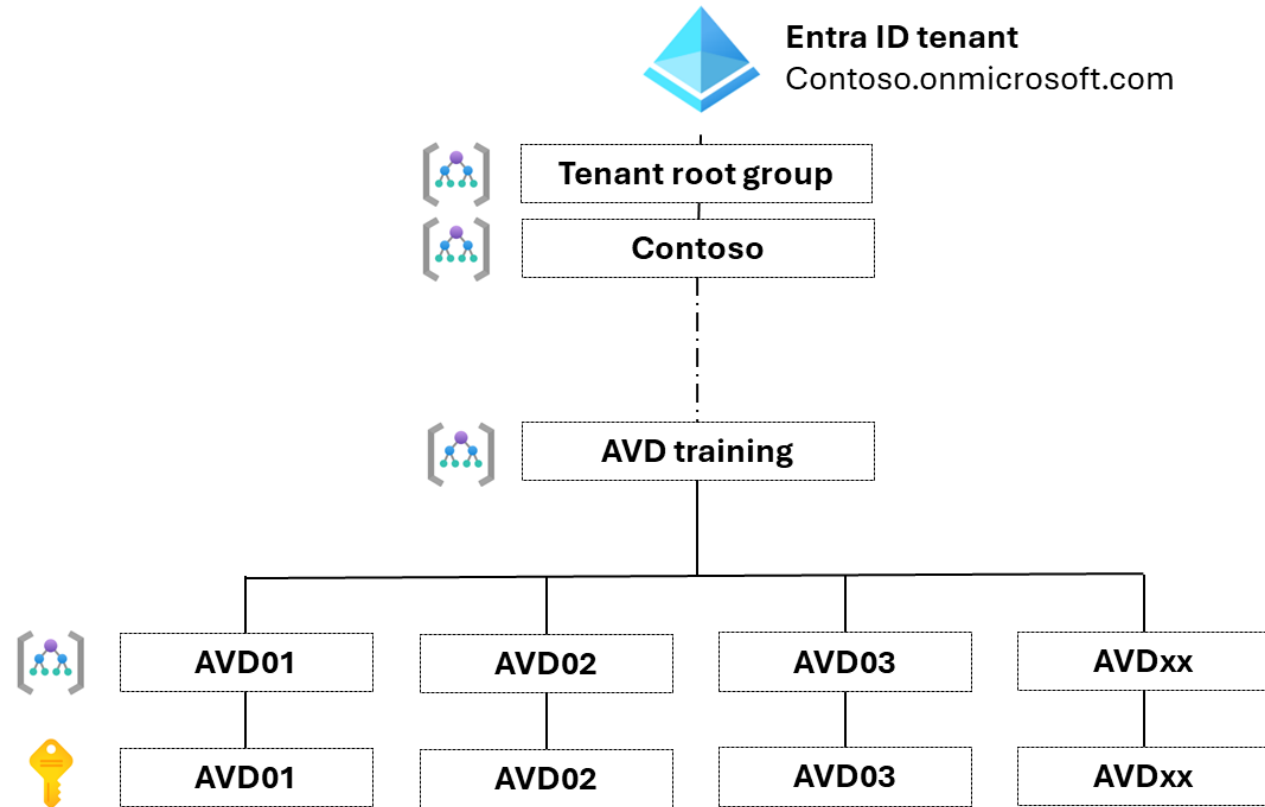 Entra ID tenant
Contoso.onmicrosoft.com
Tenant root group
Contoso
AVD training
AVD01
AVD02
AVD03
AVDxx
AVD01
AVD02
AVD03
AVDxx